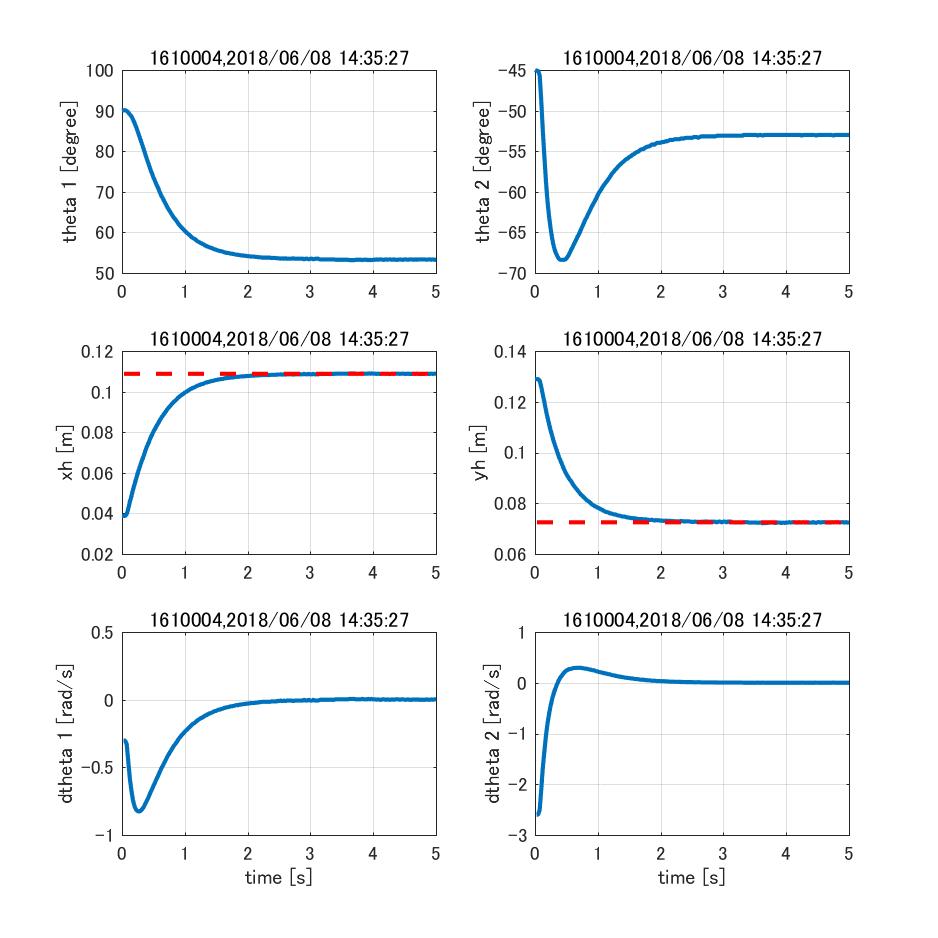 1610004,2018/06/08 14:35:27
100
90
80
70
60
50
theta 1 [degree]
0 1 2 3 4 5
1610004,2018/06/08 14:35:27
-45
-50
-55
-60
-65
-70
theta 2 [degree]
0 1 2 3 4 5
1610004,2018/06/08 14:35:27
0.12
0.1
0.08
0.06
0.04
0.02
xh [m]
0 1 2 3 4 5
1610004,2018/06/08 14:35:27
0.14
0.12
0.1
0.08
0.06
yh [m]
0 1 2 3 4 5
1610004,2018/06/08 14:35:27
0.5
0
-0.5
-1
dtheta 1 [rad/s]
0 1 2 3 4 5
time [s]
1610004,2018/06/08 14:35:27
1
0
-1
-2
-3
dtheta 2 [rad/s]
0 1 2 3 4 5
time [s]